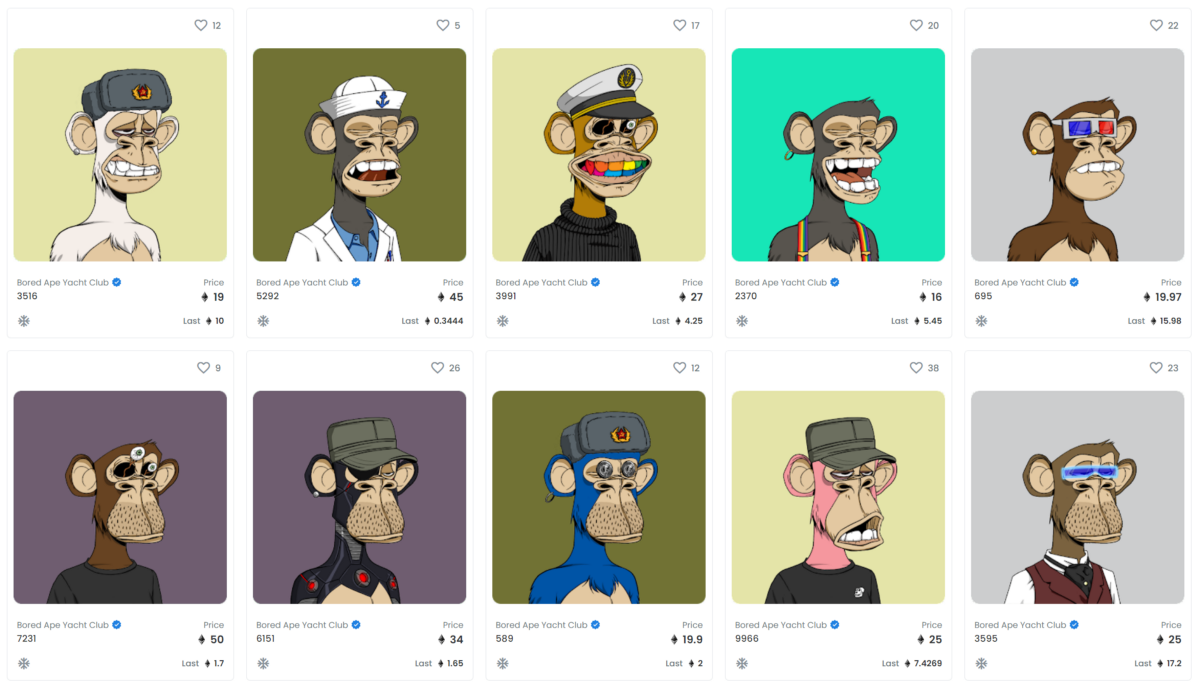 12
5
17
20
22
Bored Ape Yacht Club
Price
3516
19
Last 10
Bored Ape Yacht Club
Price
5292
45
Last 0.3444
Bored Ape Yacht Club
Price
3991
27
Last 4.25
Bored Ape Yacht Club
Price
2370
16
Last 5.45
Bored Ape Yacht Club
Price
695
19.97
Last 15.98
9
26
12
38
23
Bored Ape Yacht Club
Price
7231
50
Last 1.7
Bored Ape Yacht Club
Price
6151
34
Last 1.65
Bored Ape Yacht Club
Price
589
19.9
Last 2
Bored Ape Yacht Club
Price
9966
25
Last 7.4269
Bored Ape Yacht Club
Price
3595
25
Last 17.2